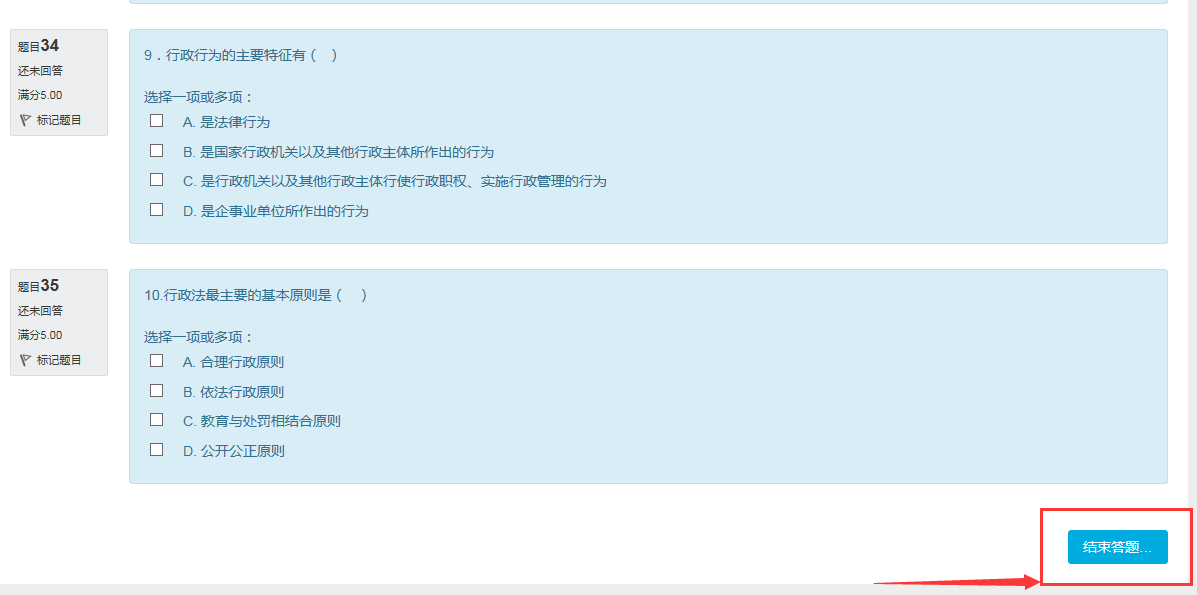 题目34
还未回答
满分5.00
标记题目
9．行政行为的主要特征有（　）
选择一项或多项：
A. 是法律行为
B. 是国家行政机关以及其他行政主体所作出的行为
C. 是行政机关以及其他行政主体行使行政职权、实施行政管理的行为
D. 是企事业单位所作出的行为
题目35
还未回答
满分5.00
标记题目
10.行政法最主要的基本原则是（　）
选择一项或多项：
A. 合理行政原则
B. 依法行政原则
C. 教育与处罚相结合原则
D. 公开公正原则
结束答题...